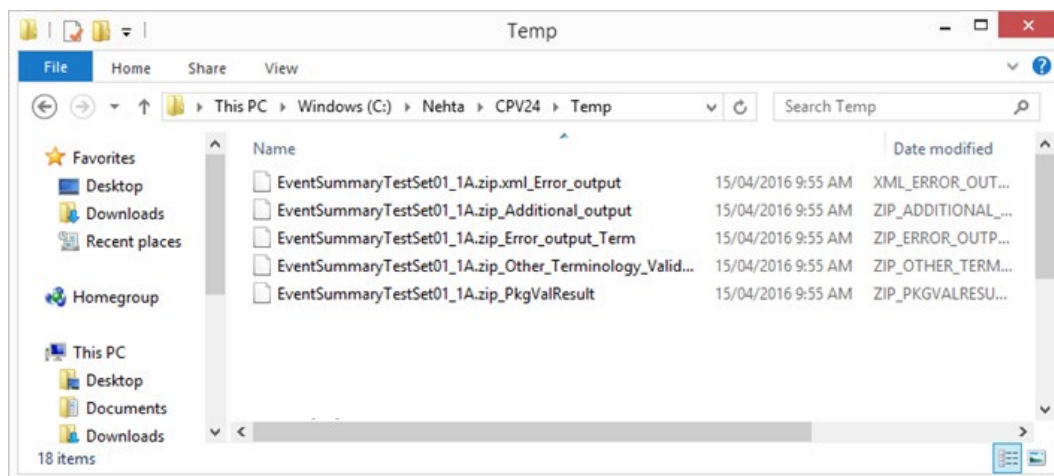 Temp
File Home Share View
This PC Windows (C:) Nehta CPV24 Temp Search Temp
Favorites
Desktop
Downloads
Recent places
Homegroup
This PC
Desktop
Documents
Downloads
Name Date modified
EventSummaryTestSet01_1A.zip.xml_Error_output 15/04/2016 9:55 AM XML_ERROR_OUT...
EventSummaryTestSet01_1A.zip_Additional_output 15/04/2016 9:55 AM ZIP_ADDITIONAL_...
EventSummaryTestSet01_1A.zip_Error_output_Term 15/04/2016 9:55 AM ZIP_ERROR_OUTP...
EventSummaryTestSet01_1A.zip_Other_Terminology_Valid... 15/04/2016 9:55 AM ZIP_OTHER_TERM...
EventSummaryTestSet01_1A.zip_PkgValResult 15/04/2016 9:55 AM ZIP_PKGVALRESU...
18 items